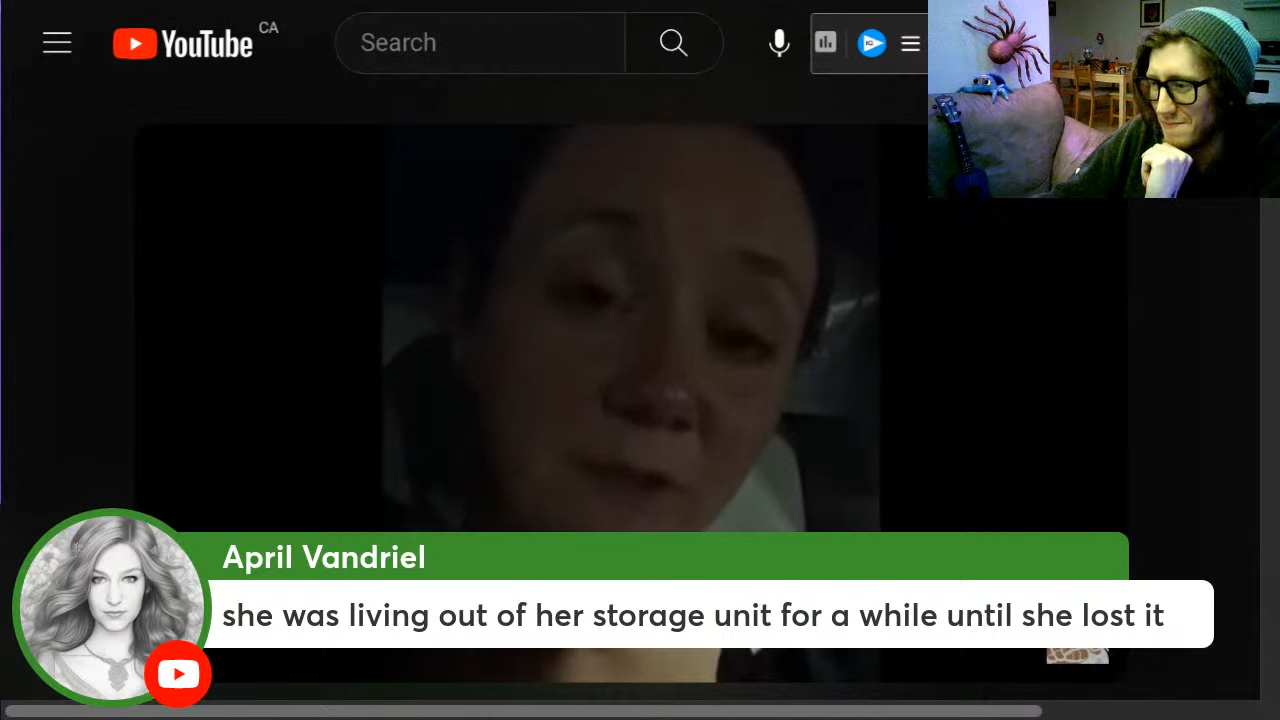 YouTube CA
Search
IG
April Vandriel
she was living out of her storage unit for a while until she lost it